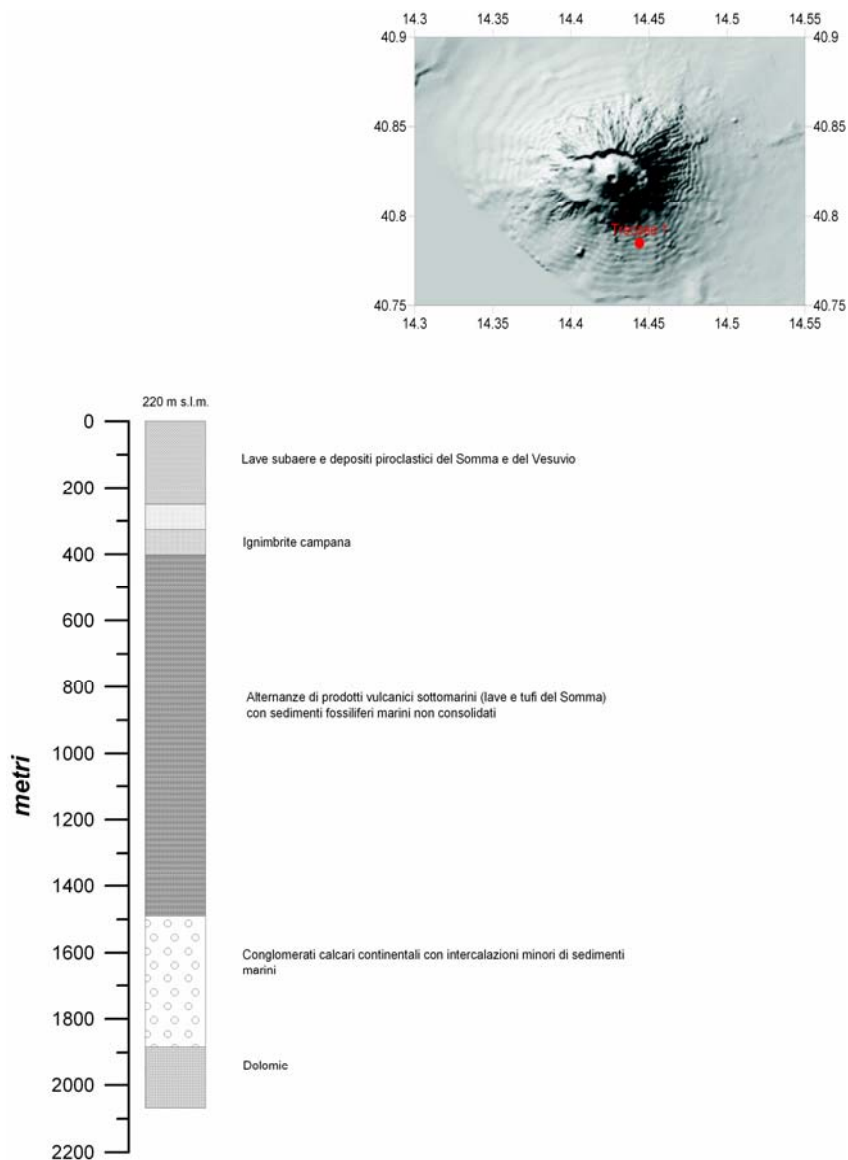 14.3 14.35 14.4 14.45 14.5 14.55
40.9 40.9
40.85 40.85
40.8 40.8
40.75 40.75
14.3 14.35 14.4 14.45 14.5 14.55
220 m s.l.m.
0
200
400
600
800
1000
1200
1400
1600
1800
2000
2200
metri
Lave subaere e depositi piroclastici del Somma e del Vesuvio
Ignimbrite campana
Alternanze di prodotti vulcanici sottomarini (lave e tufi del Somma)
con sedimenti fossiliferi marini non consolidati
Conglomerati calcari continentali con intercalazioni minori di sedimenti
marini
Dolomie